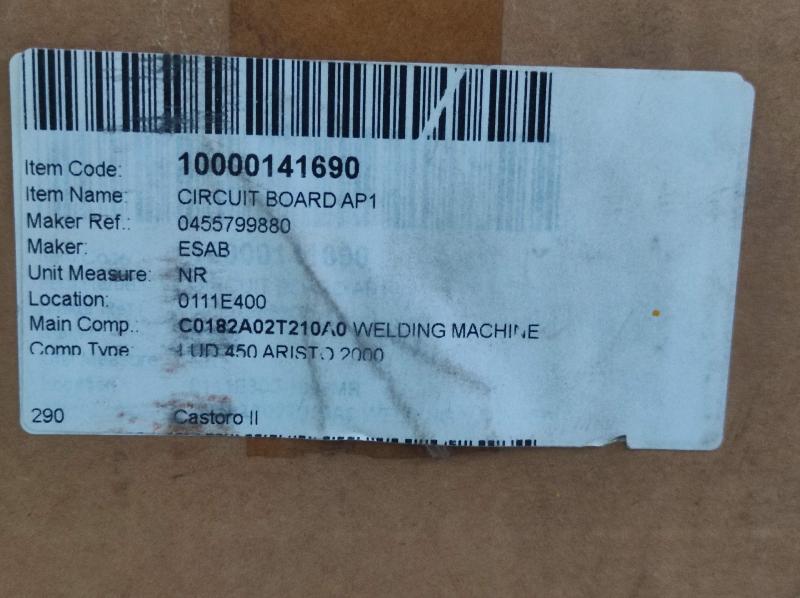 Item Code: 10000141690
Item Name: CIRCUIT BOARD AP1
Maker Ref.: 0455799880
Maker: ESAB
Unit Measure: NR
Location: 0111E400
Main Comp.: C0182A02T210A0 WELDING MACHINE
Comp Type: LUD 450 ARISTO 2000
290 Castoro II